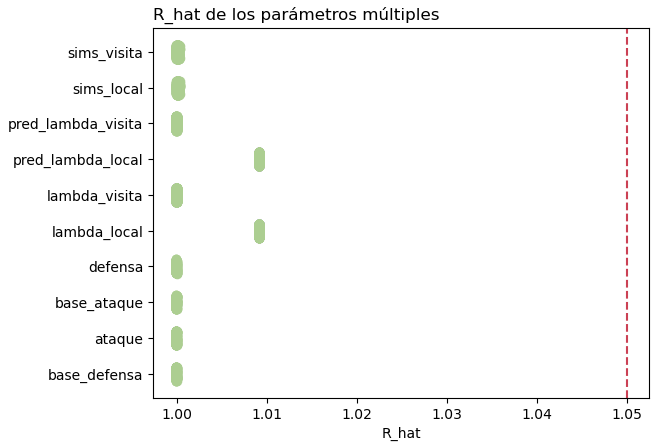 R_hat de los parámetros múltiples
sims_visita
sims_local
pred_lambda_visita
pred_lambda_local
lambda_visita
lambda_local
defensa
base_ataque
ataque
base_defensa
1.00 1.01 1.02 1.03 1.04 1.05
R_hat